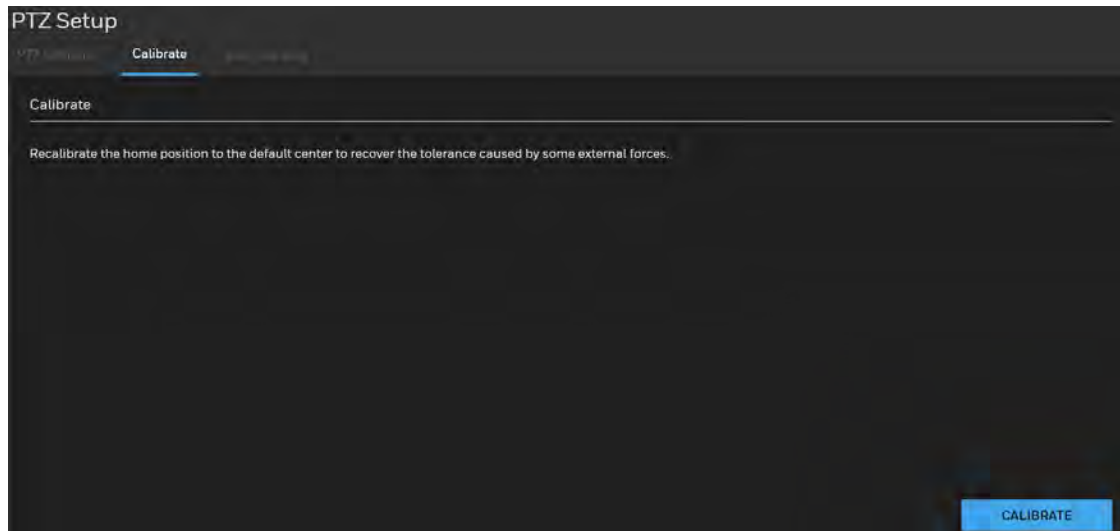 PTZ Setup
Calibrate
Calibrate
Recalibrate the home position to the default center to recover the tolerance caused by some external forces.
CALIBRATE